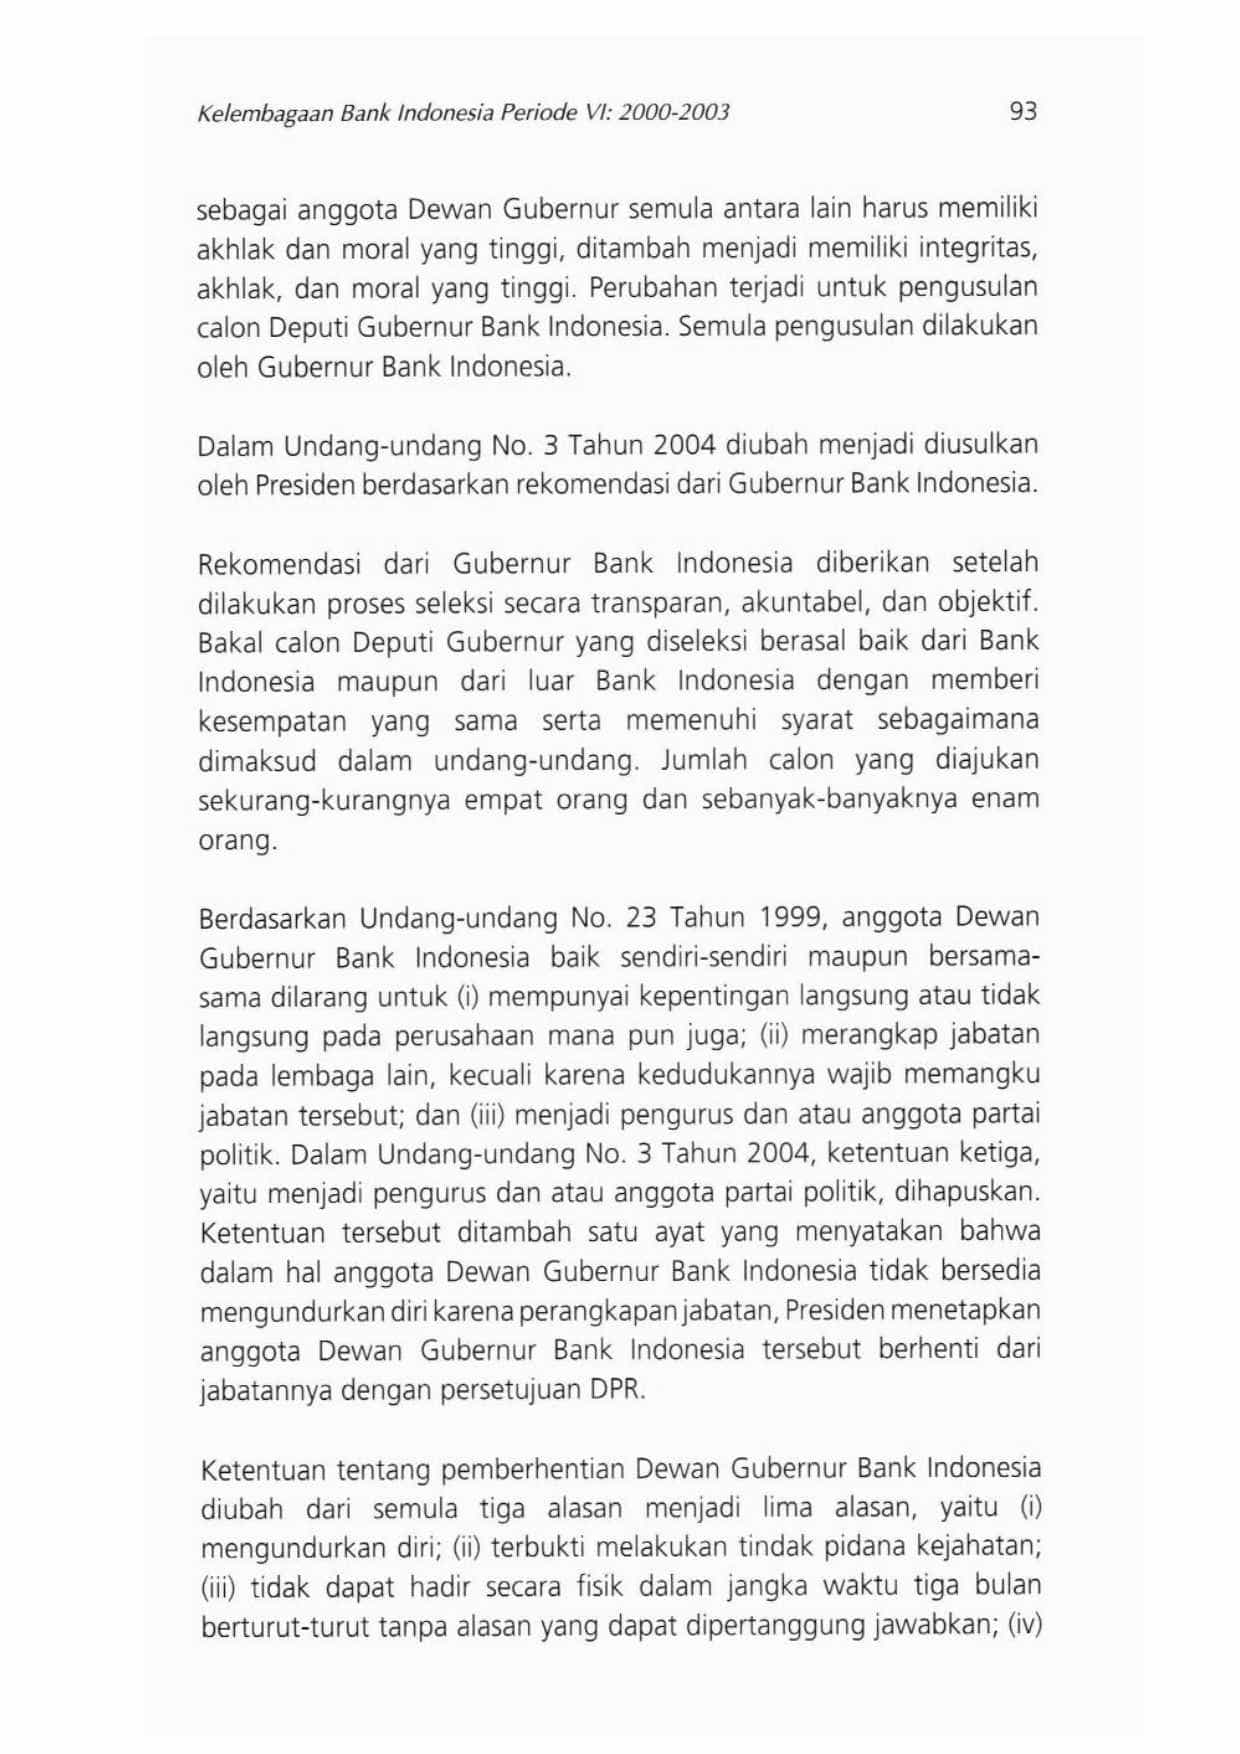 Kelembagaan Bank Indonesia Periode VI: 2000-2003 93
sebagai anggota Dewan Gubernur semula antara lain harus memiliki
akhlak dan moral yang tinggi, ditambah menjadi memiliki integritas,
akhlak, dan moral yang tinggi. Perubahan terjadi untuk pengusulan
calon Deputi Gubernur Bank Indonesia. Semula pengusulan dilakukan
oleh Gubernur Bank Indonesia.
Dalam Undang-undang No. 3 Tahun 2004 diubah menjadi diusulkan
oleh Presiden berdasarkan rekomendasi dari Gubernur Bank Indonesia.
Rekomendasi dari Gubernur Bank Indonesia diberikan setelah
dilakukan proses seleksi secara transparan, akuntabel, dan objektif.
Bakal calon Deputi Gubernur yang diseleksi berasal baik dari Bank
Indonesia maupun dari luar Bank Indonesia dengan memberi
kesempatan yang sama serta memenuhi syarat sebagaimana
dimaksud dalam undang-undang. Jumlah calon yang diajukan
sekurang-kurangnya empat orang dan sebanyak-banyaknya enam
orang.
Berdasarkan Undang-undang No. 23 Tahun 1999, anggota Dewan
Gubernur Bank Indonesia baik sendiri-sendiri maupun bersama-
sama dilarang untuk (i) mempunyai kepentingan langsung atau tidak
langsung pada perusahaan mana pun juga; (ii) merangkap jabatan
pada lembaga lain, kecuali karena kedudukannya wajib memangku
jabatan tersebut; dan (iii) menjadi pengurus dan atau anggota partai
politik. Dalam Undang-undang No. 3 Tahun 2004, ketentuan ketiga,
yaitu menjadi pengurus dan atau anggota partai politik, dihapuskan.
Ketentuan tersebut ditambah satu ayat yang menyatakan bahwa
dalam hal anggota Dewan Gubernur Bank Indonesia tidak bersedia
mengundurkan diri karena perangkapan jabatan, Presiden menetapkan
anggota Dewan Gubernur Bank Indonesia tersebut berhenti dari
jabatannya dengan persetujuan DPR.
Ketentuan tentang pemberhentian Dewan Gubernur Bank Indonesia
diubah dari semula tiga alasan menjadi lima alasan, yaitu (i)
mengundurkan diri; (ii) terbukti melakukan tindak pidana kejahatan;
(iii) tidak dapat hadir secara fisik dalam jangka waktu tiga bulan
berturut-turut tanpa alasan yang dapat dipertanggung jawabkan; (iv)